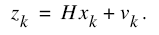 z_k = Hx_k + v_k .